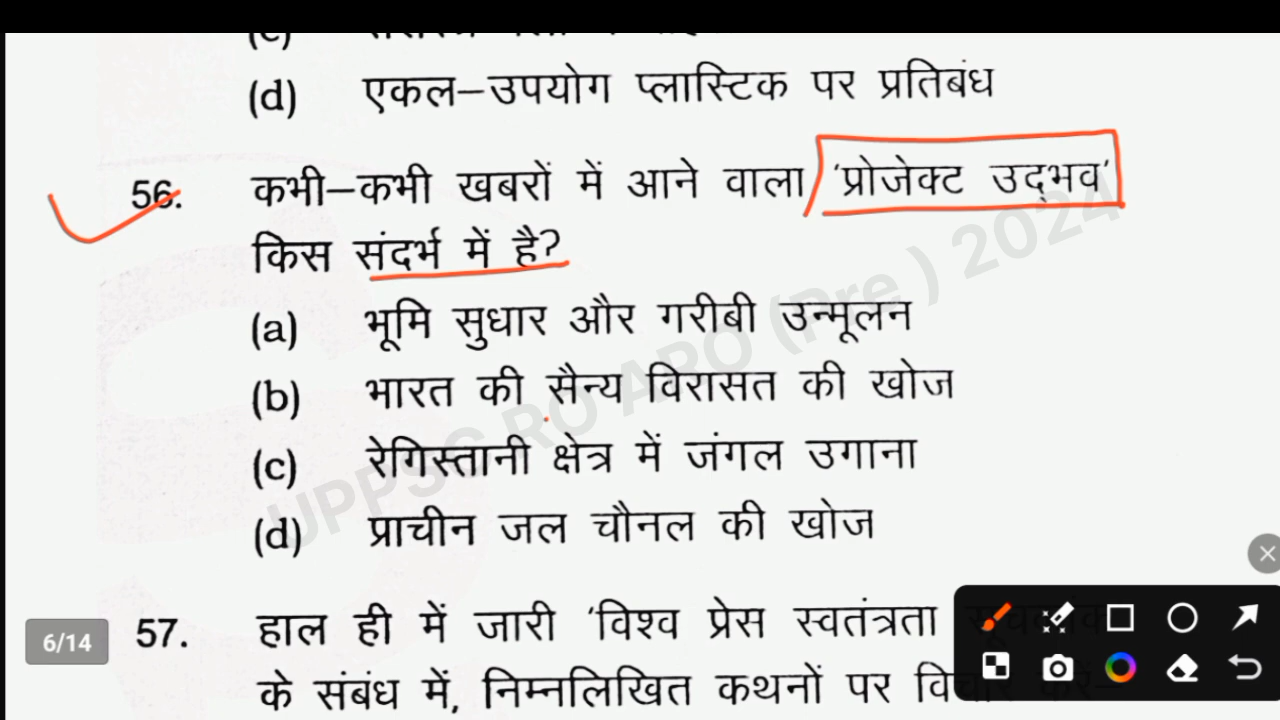 (d) एकल–उपयोग प्लास्टिक पर प्रतिबंध
56. कभी–कभी खबरों में आने वाला 'प्रोजेक्ट उद्भव'
किस संदर्भ में है?
(a) भूमि सुधार और गरीबी उन्मूलन
(b) भारत की सैन्य विरासत की खोज
(c) रेगिस्तानी क्षेत्र में जंगल उगाना
(d) प्राचीन जल चौनल की खोज
UPPSC RO ARO (Pre.) 2024
57. हाल ही में जारी 'विश्व प्रेस स्वतंत्रता
के संबंध में, निम्नलिखित कथनों पर
6/14